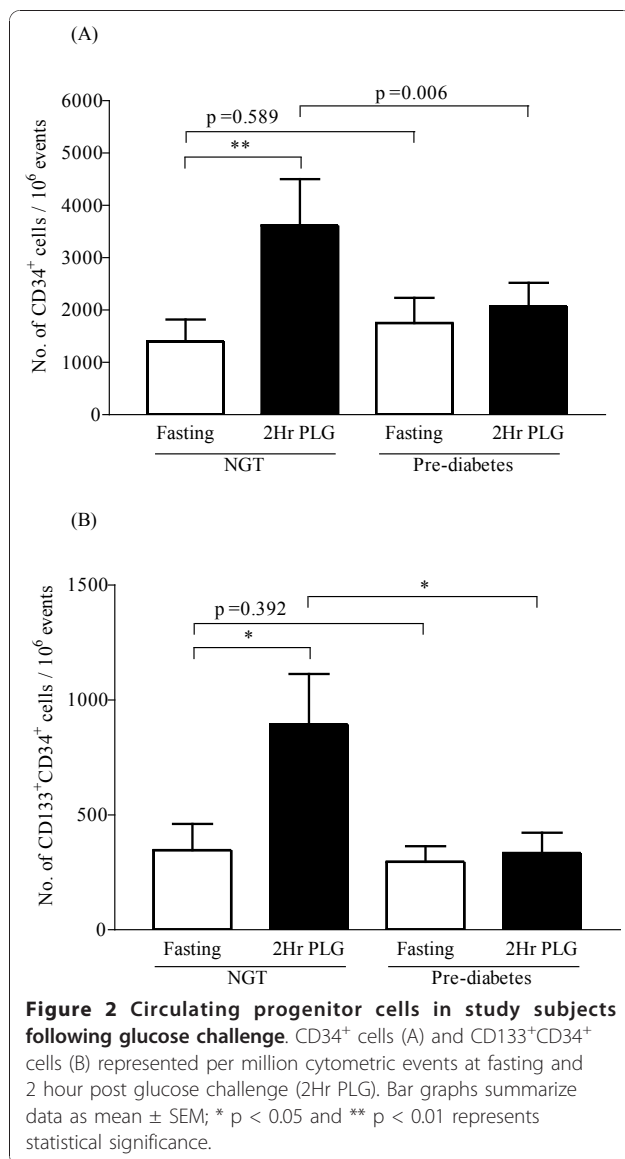 (A)
p =0.006
p =0.589
**
6000
5000
4000
3000
2000
1000
0
No. of CD34⁺ cells / 10⁶ events
Fasting 2Hr PLG Fasting 2Hr PLG
NGT Pre-diabetes
(B)
1500
1000
500
0
No. of CD133⁺CD34⁺ cells / 10⁶ events
*
p =0.392
*
Fasting 2Hr PLG Fasting 2Hr PLG
NGT Pre-diabetes
Figure 2 Circulating progenitor cells in study subjects
following glucose challenge. CD34⁺ cells (A) and CD133⁺CD34⁺
cells (B) represented per million cytometric events at fasting and
2 hour post glucose challenge (2Hr PLG). Bar graphs summarize
data as mean ± SEM; * p < 0.05 and ** p < 0.01 represents
statistical significance.